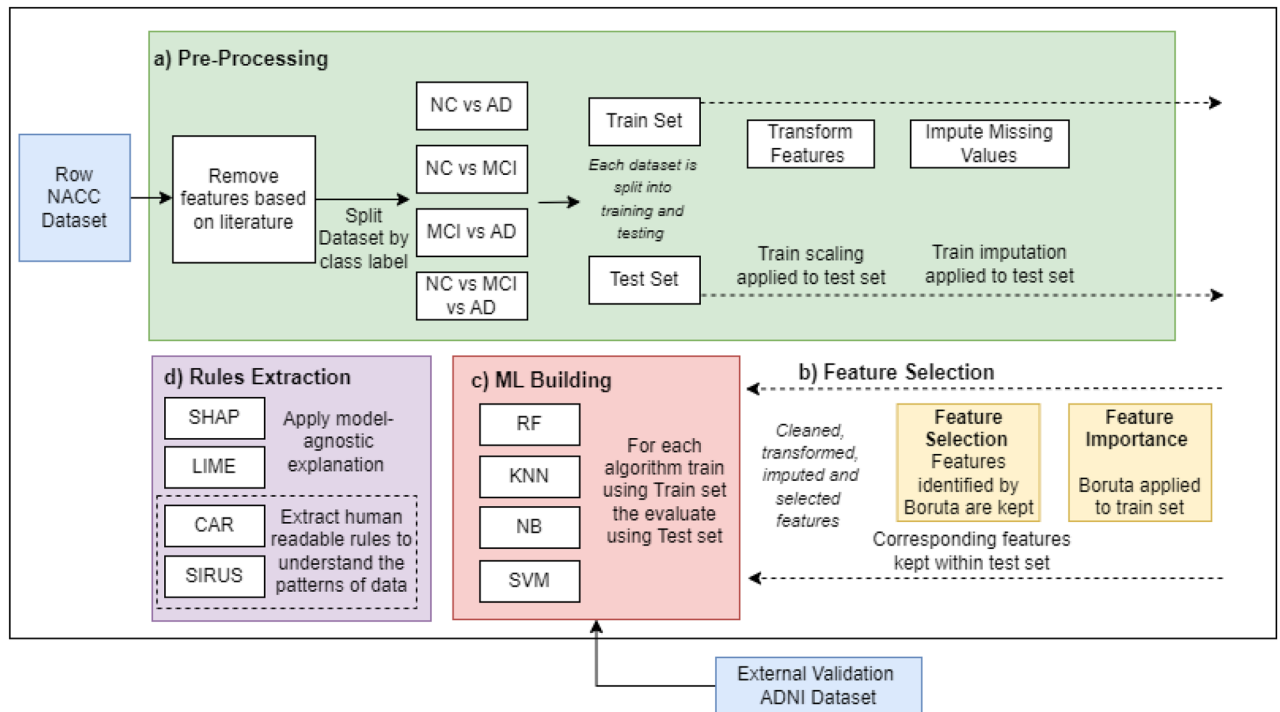 a) Pre-Processing
Row
NACC
Dataset
Remove
features based
on literature
Split
Dataset by
class label
NC vs AD
NC vs MCI
MCI vs AD
NC vs MCI
vs AD
Train Set
Each dataset is
split into
training and
testing
Test Set
Transform
Features
Impute Missing
Values
Train scaling
applied to test set
Train imputation
applied to test set
b) Feature Selection
Feature
Importance
Boruta applied
to train set
Feature
Selection
Features
identified by
Boruta are kept
Cleaned,
transformed,
imputed and
selected
features
Corresponding features
kept within test set
c) ML Building
RF
KNN
NB
SVM
For each
algorithm train
using Train set
the evaluate
using Test set
d) Rules Extraction
SHAP
LIME
Apply model-
agnostic
explanation
CAR
SIRUS
Extract human
readable rules to
understand the
patterns of data
External Validation
ADNI Dataset